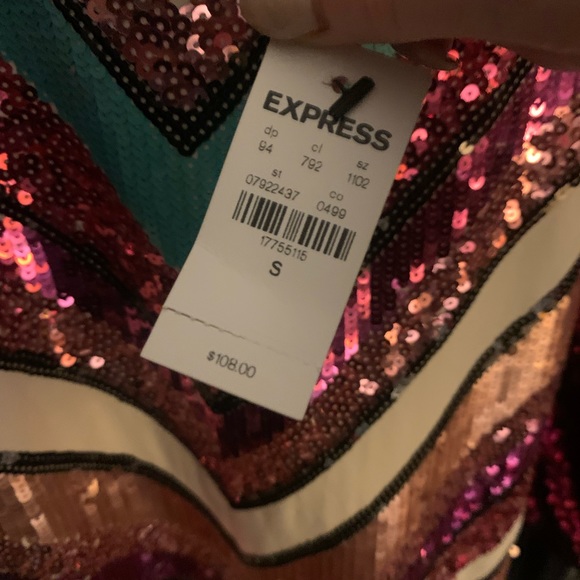 EXPRESS
dp cl sz
94 792 1102
st co
07922437 0499
17755115
S
$108.00